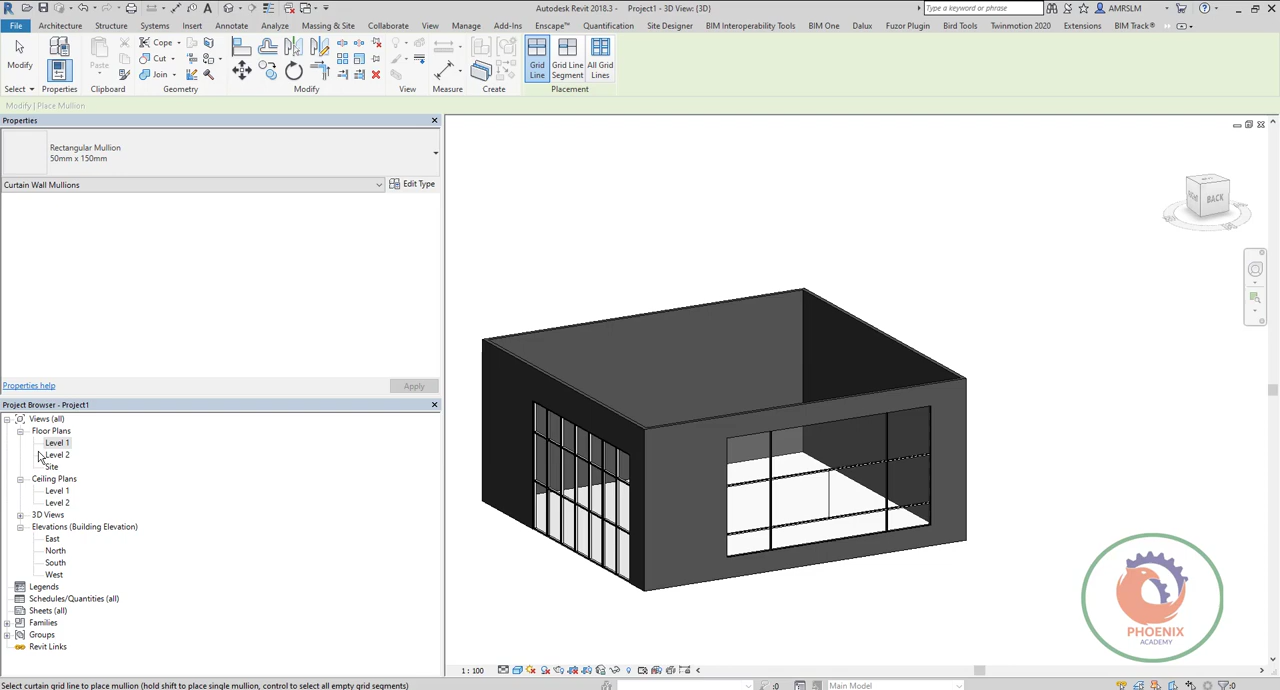 Autodesk Revit 2018.3 - Project1 - 3D View: {3D}
Type a keyword or phrase
AMRSLM
File Architecture Structure Systems Insert Annotate Analyze Massing & Site Collaborate View Manage Add-Ins Enscape™ Quantification Site Designer BIM Interoperability Tools BIM One Dalux Fuzor Plugin Bird Tools Twinmotion 2020 Extensions BIM Track®
Modify
Paste
Cope
Cut
Join
Grid Line
Grid Line Segment
All Grid Lines
Select Properties Clipboard Geometry Modify View Measure Create Placement
Modify | Place Mullion
Properties
Rectangular Mullion
50mm x 150mm
Curtain Wall Mullions
Edit Type
Properties help
Apply
Project Browser - Project1
Views (all)
Floor Plans
Level 1
Level 2
Site
Ceiling Plans
Level 1
Level 2
3D Views
Elevations (Building Elevation)
East
North
South
West
Legends
Schedules/Quantities (all)
Sheets (all)
Families
Groups
Revit Links
BACK
PHOENIX
ACADEMY
1 : 100
Select curtain grid line to place mullion (hold shift to place single mullion, control to select all empty grid segments)
:0
Main Model
:0